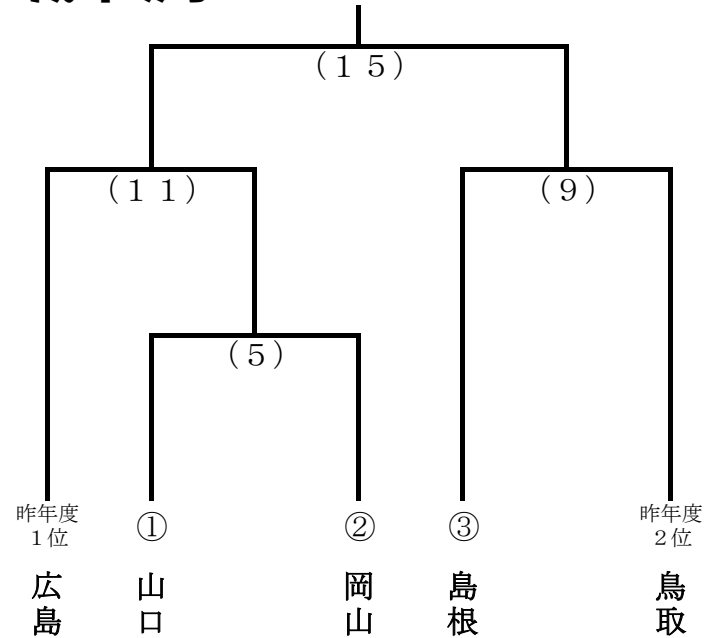 (１５)
(１１)
(９)
(５)
昨年度
１位
①
②
③
昨年度
２位
広島
山口
岡山
島根
鳥取